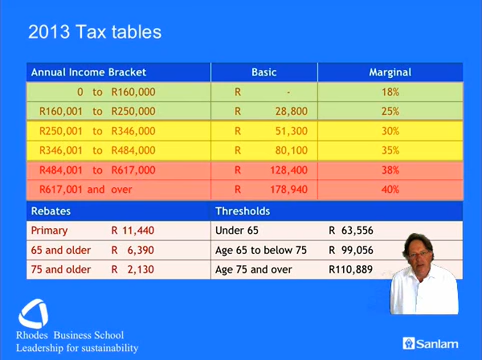 2013 Tax tables
Annual Income Bracket Basic Marginal
0 to R160,000 R - 18%
R160,001 to R250,000 R 28,800 25%
R250,001 to R346,000 R 51,300 30%
R346,001 to R484,000 R 80,100 35%
R484,001 to R617,000 R 128,400 38%
R617,001 and over R 178,940 40%
Rebates Thresholds
Primary R 11,440 Under 65 R 63,556
65 and older R 6,390 Age 65 to below 75 R 99,056
75 and older R 2,130 Age 75 and over R110,889
Rhodes Business School
Leadership for sustainability
Sanlam